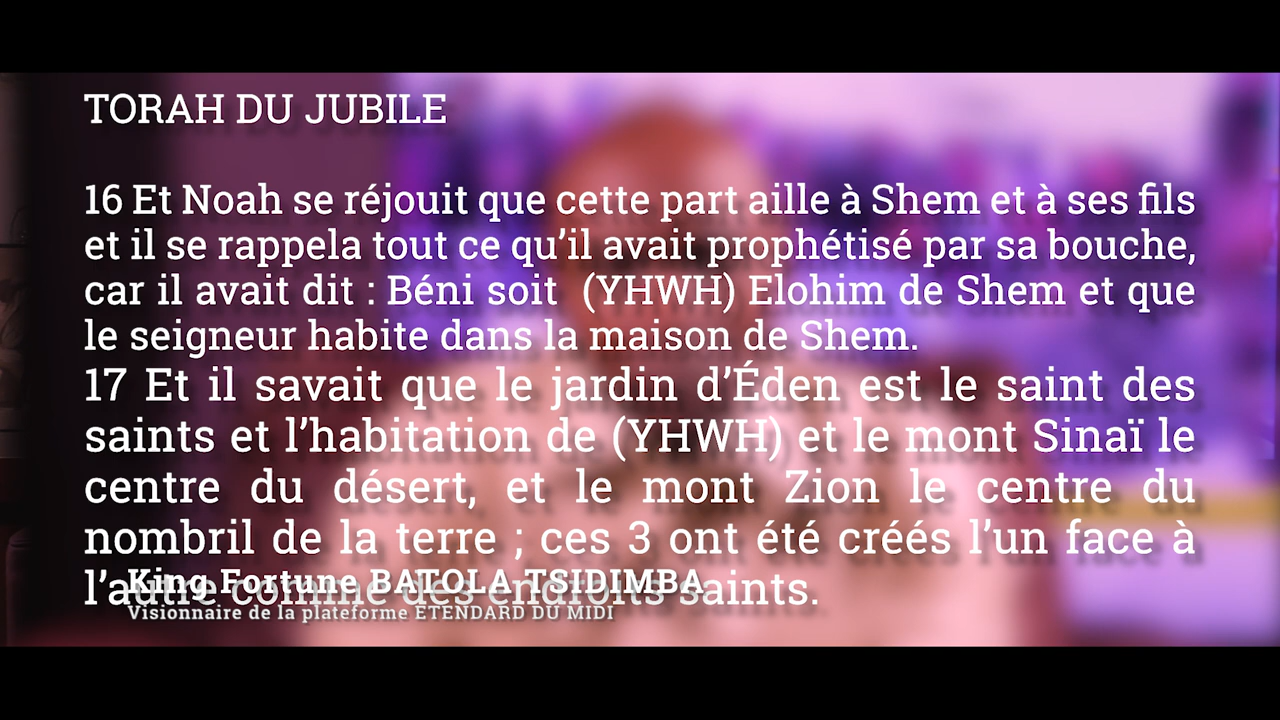 TORAH DU JUBILE
16 Et Noah se réjouit que cette part aille à Shem et à ses fils
et il se rappela tout ce qu’il avait prophétisé par sa bouche,
car il avait dit : Béni soit (YHWH) Elohim de Shem et que
le seigneur habite dans la maison de Shem.
17 Et il savait que le jardin d’Éden est le saint des
saints et l’habitation de (YHWH) et le mont Sinaï le
centre du désert, et le mont Zion le centre du
nombril de la terre ; ces 3 ont été créés l’un face à
l’autre comme des endroits saints.
King Fortune BATOLA TSIDIMBA
Visionnaire de la plateforme ETENDARD DU MIDI